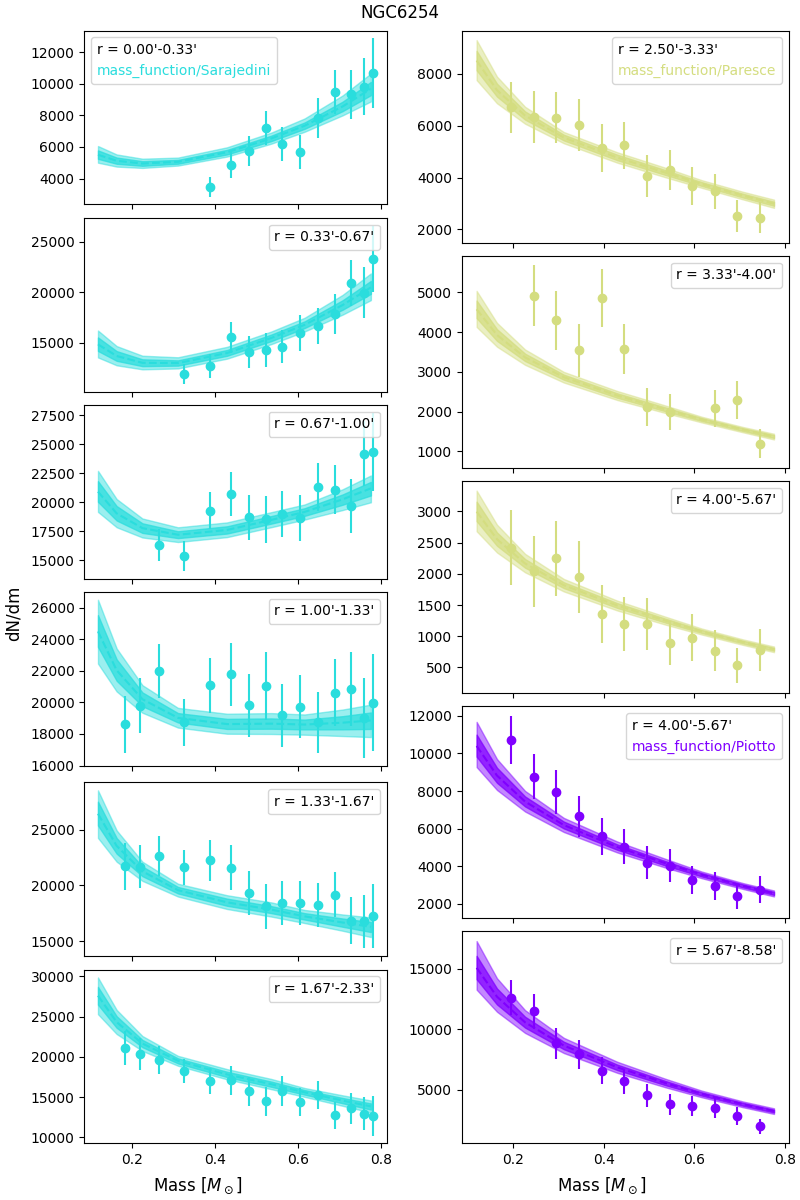 NGC6254
dN/dm
r = 0.00'-0.33'
mass_function/Sarajedini
12000
10000
8000
6000
4000
r = 0.33'-0.67'
25000
20000
15000
r = 0.67'-1.00'
27500
25000
22500
20000
17500
15000
r = 1.00'-1.33'
26000
24000
22000
20000
18000
16000
r = 1.33'-1.67'
25000
20000
15000
r = 1.67'-2.33'
30000
25000
20000
15000
10000
0.2 0.4 0.6 0.8
Mass [M_⊙]
r = 2.50'-3.33'
mass_function/Paresce
8000
6000
4000
2000
r = 3.33'-4.00'
5000
4000
3000
2000
1000
r = 4.00'-5.67'
3000
2500
2000
1500
1000
500
r = 4.00'-5.67'
mass_function/Piotto
12000
10000
8000
6000
4000
2000
r = 5.67'-8.58'
15000
10000
5000
0.2 0.4 0.6 0.8
Mass [M_⊙]